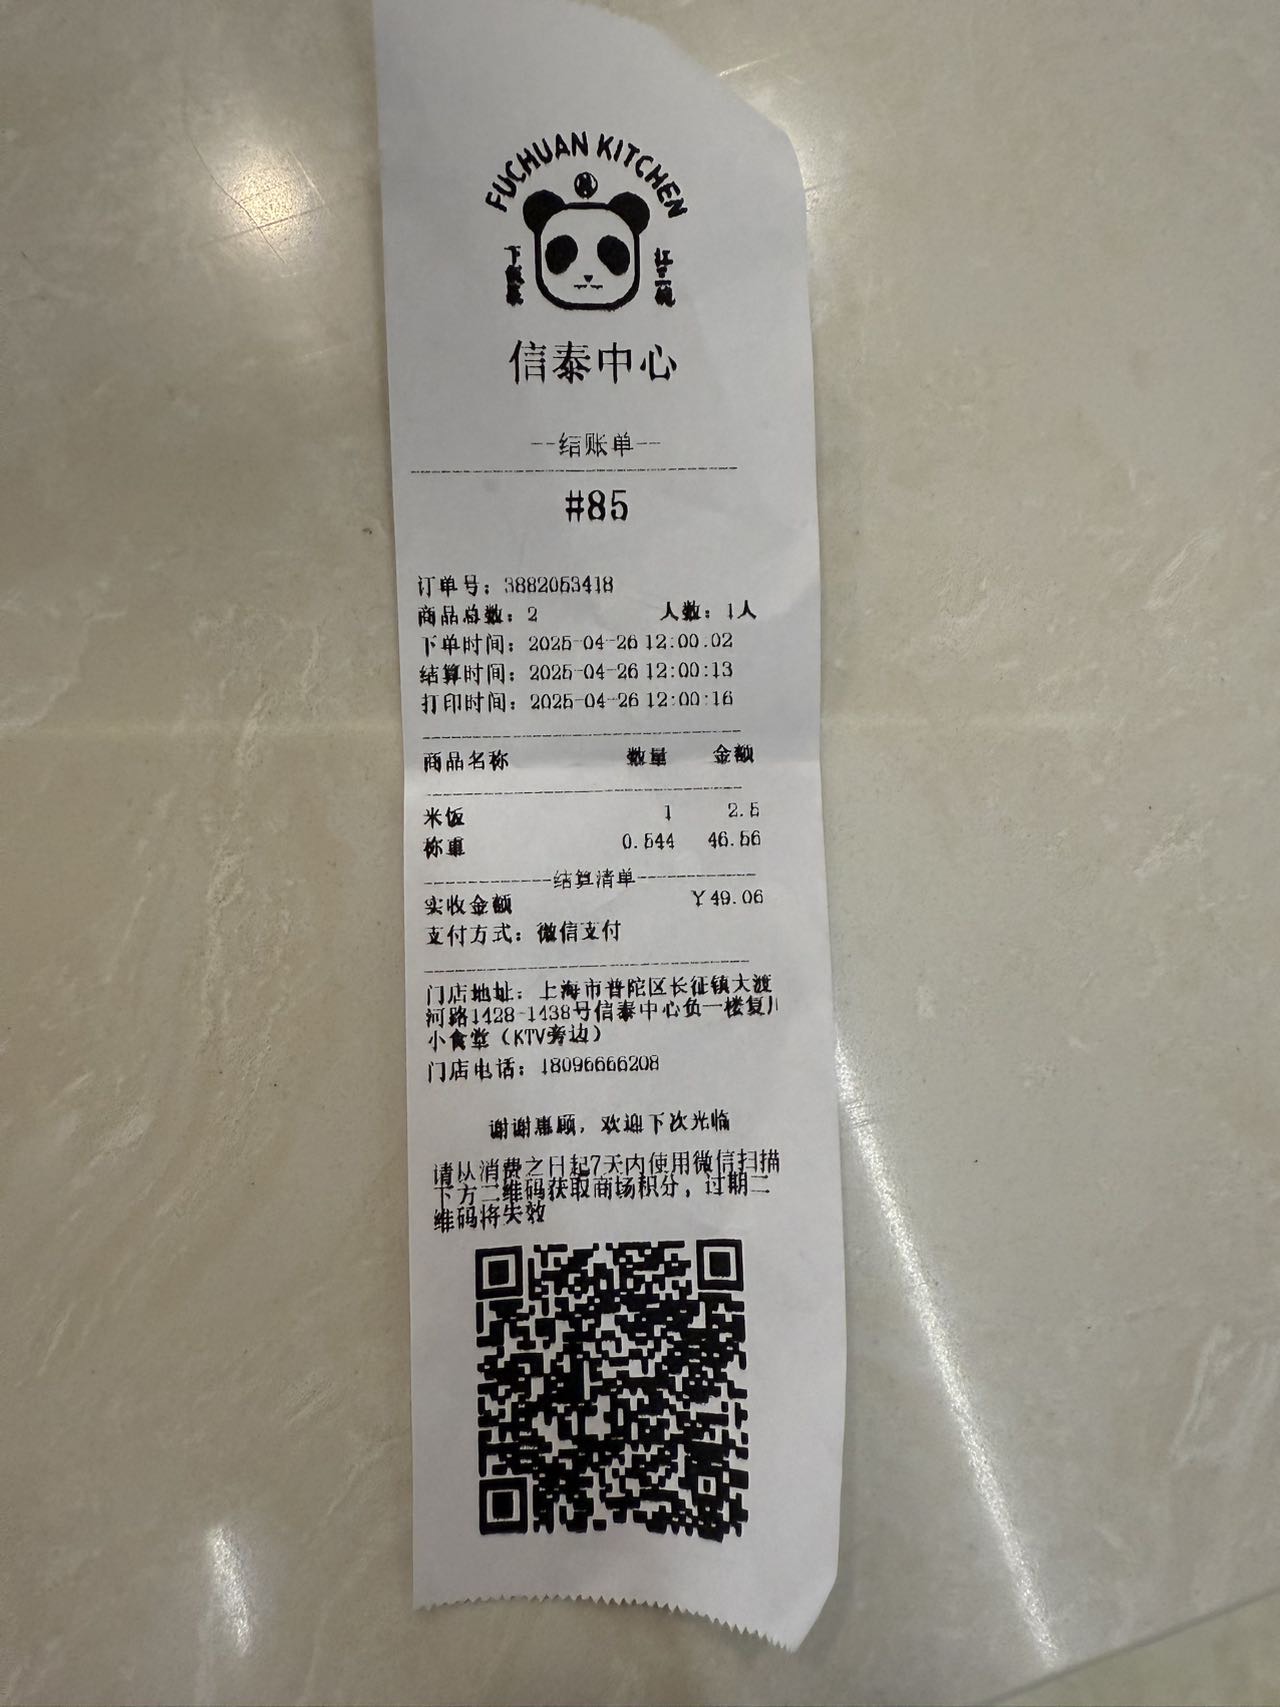 FUCHUAN KITCHEN
下饭菜
扛三碗
信泰中心
--结账单--
#85
订单号：3882053418
商品总数：2 人数：1人
下单时间：2025-04-26 12:00:02
结算时间：2025-04-26 12:00:13
打印时间：2025-04-26 12:00:16
商品名称 数量 金额
米饭 1 2.5
称重 0.544 46.56
结算清单
实收金额 ￥49.06
支付方式：微信支付
门店地址：上海市普陀区长征镇大渡
河路1428-1438号信泰中心负一楼复川
小食堂（KTV旁边）
门店电话：18096666208
谢谢惠顾，欢迎下次光临
请从消费之日起7天内使用微信扫描
下方二维码获取商场积分，过期二
维码将失效